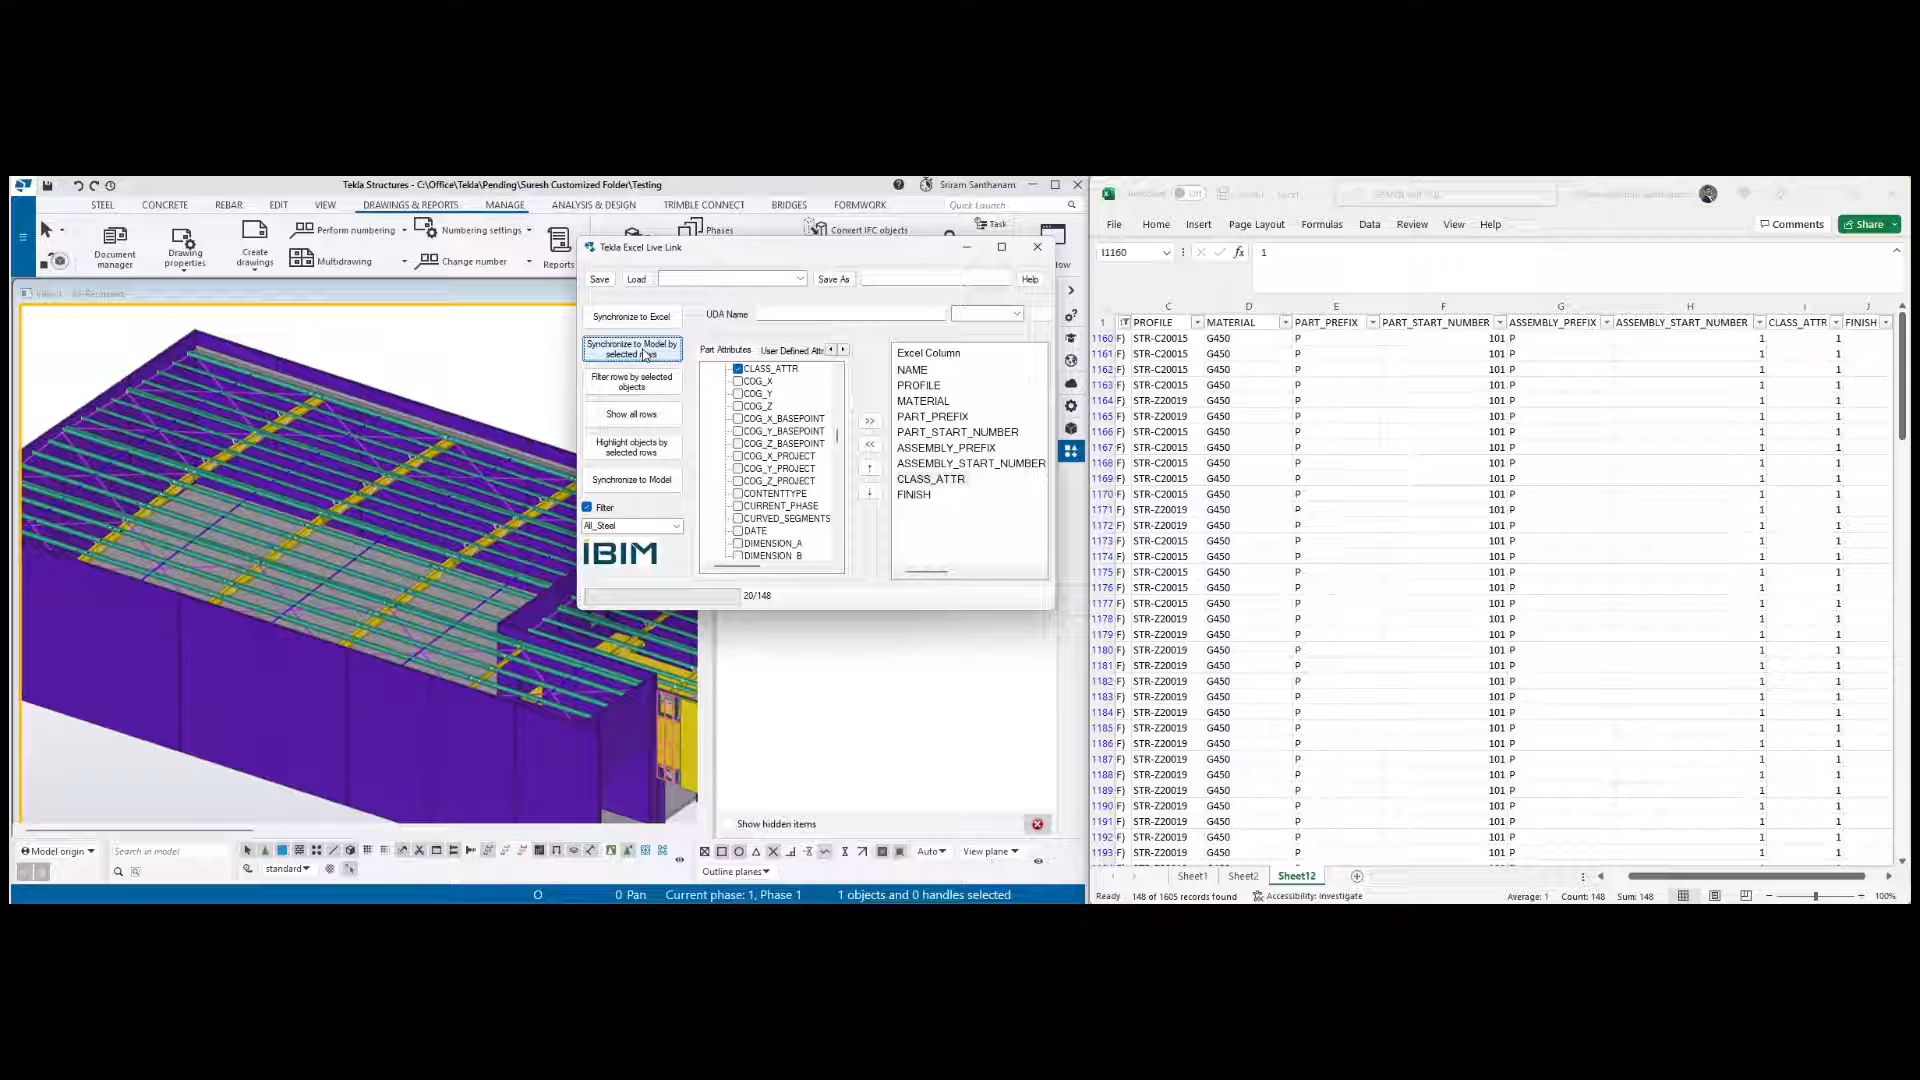 Tekla Structures - C:\Office\Tekla\Pending\Suresh Customized Folder\Testing
Sriram Santhanam
STEEL CONCRETE REBAR EDIT VIEW DRAWINGS & REPORTS MANAGE ANALYSIS & DESIGN TRIMBLE CONNECT BRIDGES FORMWORK Quick Launch
Document manager
Drawing properties
Create drawings
Perform numbering
Multidrawing
Numbering settings
Change number
Reports
Phases
Convert IFC objects
Task
Tekla Excel Live Link
Save Load Save As Help
Synchronize to Excel
UDA Name
Synchronize to Model by selected rows
Filter rows by selected objects
Show all rows
Highlight objects by selected rows
Synchronize to Model
Filter
All_Steel
iBIM
Part Attributes User Defined Attr
CLASS_ATTR
COG_X
COG_Y
COG_Z
COG_X_BASEPOINT
COG_Y_BASEPOINT
COG_Z_BASEPOINT
COG_X_PROJECT
COG_Y_PROJECT
COG_Z_PROJECT
CONTENTTYPE
CURRENT_PHASE
CURVED_SEGMENTS
DATE
DIMENSION_A
DIMENSION_B
>>
<<
↑
↓
Excel Column
NAME
PROFILE
MATERIAL
PART_PREFIX
PART_START_NUMBER
ASSEMBLY_PREFIX
ASSEMBLY_START_NUMBER
CLASS_ATTR
FINISH
20/148
Show hidden items
Model origin
Search in model
standard
Auto
View plane
Outline planes
O 0 Pan Current phase: 1, Phase 1 1 objects and 0 handles selected
File Home Insert Page Layout Formulas Data Review View Help Comments Share
I1160 fx 1
C D E F G H I J
1 PROFILE MATERIAL PART_PREFIX PART_START_NUMBER ASSEMBLY_PREFIX ASSEMBLY_START_NUMBER CLASS_ATTR FINISH
1160 F) STR-C20015 G450 P 101 P 1 1
1161 F) STR-C20015 G450 P 101 P 1 1
1162 F) STR-C20015 G450 P 101 P 1 1
1163 F) STR-C20015 G450 P 101 P 1 1
1164 F) STR-Z20019 G450 P 101 P 1 1
1165 F) STR-Z20019 G450 P 101 P 1 1
1166 F) STR-C20015 G450 P 101 P 1 1
1167 F) STR-C20015 G450 P 101 P 1 1
1168 F) STR-C20015 G450 P 101 P 1 1
1169 F) STR-C20015 G450 P 101 P 1 1
1170 F) STR-C20015 G450 P 101 P 1 1
1171 F) STR-Z20019 G450 P 101 P 1 1
1172 F) STR-Z20019 G450 P 101 P 1 1
1173 F) STR-C20015 G450 P 101 P 1 1
1174 F) STR-C20015 G450 P 101 P 1 1
1175 F) STR-C20015 G450 P 101 P 1 1
1176 F) STR-C20015 G450 P 101 P 1 1
1177 F) STR-C20015 G450 P 101 P 1 1
1178 F) STR-Z20019 G450 P 101 P 1 1
1179 F) STR-Z20019 G450 P 101 P 1 1
1180 F) STR-Z20019 G450 P 101 P 1 1
1181 F) STR-Z20019 G450 P 101 P 1 1
1182 F) STR-Z20019 G450 P 101 P 1 1
1183 F) STR-Z20019 G450 P 101 P 1 1
1184 F) STR-Z20019 G450 P 101 P 1 1
1185 F) STR-Z20019 G450 P 101 P 1 1
1186 F) STR-Z20019 G450 P 101 P 1 1
1187 F) STR-Z20019 G450 P 101 P 1 1
1188 F) STR-Z20019 G450 P 101 P 1 1
1189 F) STR-Z20019 G450 P 101 P 1 1
1190 F) STR-Z20019 G450 P 101 P 1 1
1191 F) STR-Z20019 G450 P 101 P 1 1
1192 F) STR-Z20019 G450 P 101 P 1 1
1193 F) STR-Z20019 G450 P 101 P 1 1
Sheet1 Sheet2 Sheet12
Ready 148 of 1605 records found Accessibility: Investigate Average: 1 Count: 148 Sum: 148 100%